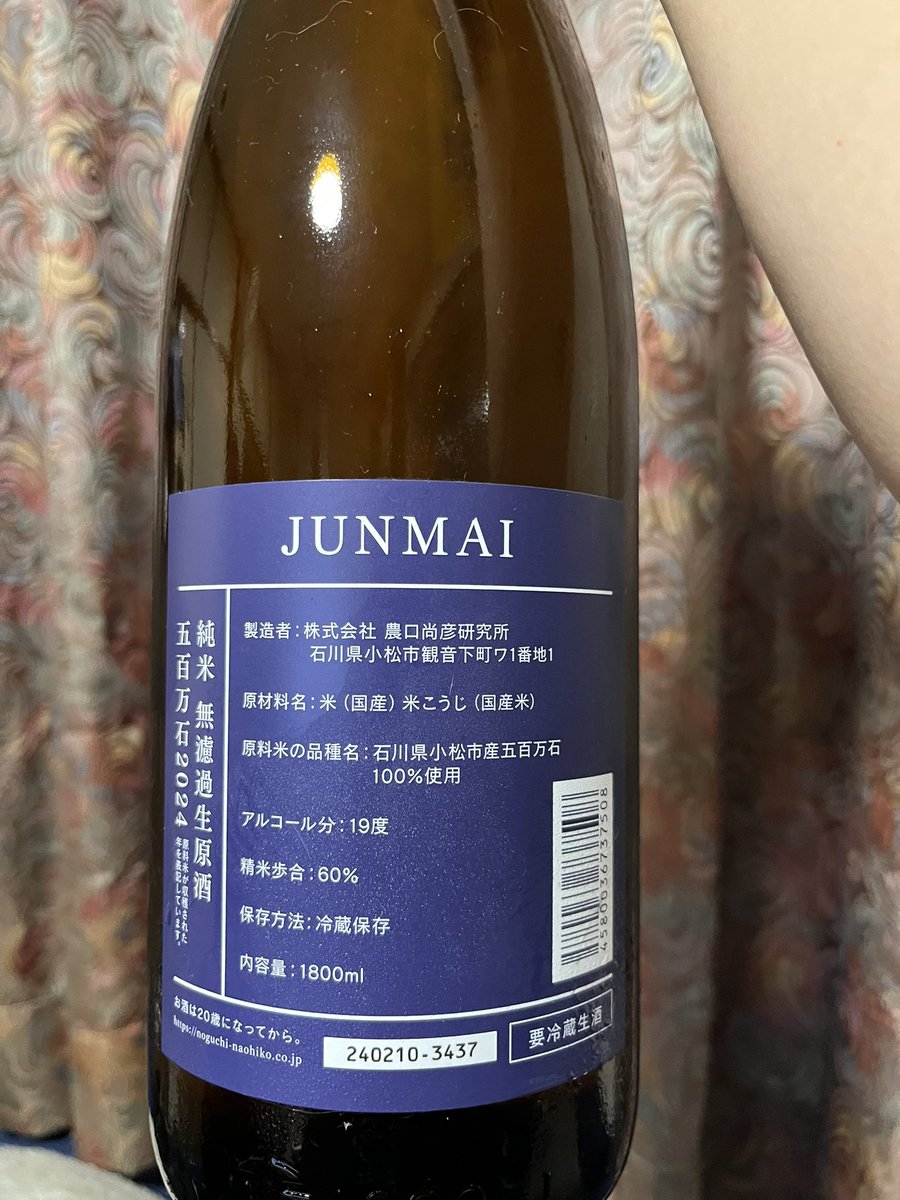 JUNMAI
純米 無濾過生原酒
五百万石2024
原料米が収穫された
年を表記しています。
製造者：株式会社 農口尚彦研究所
石川県小松市観音下町ワ1番地1
原材料名：米（国産）米こうじ（国産米）
原料米の品種名：石川県小松市産五百万石
100%使用
アルコール分：19度
精米歩合：60%
保存方法：冷蔵保存
内容量：1800ml
4580036737508
お酒は20歳になってから。
https://noguchi-naohiko.co.jp
240210-3437
要冷蔵生酒